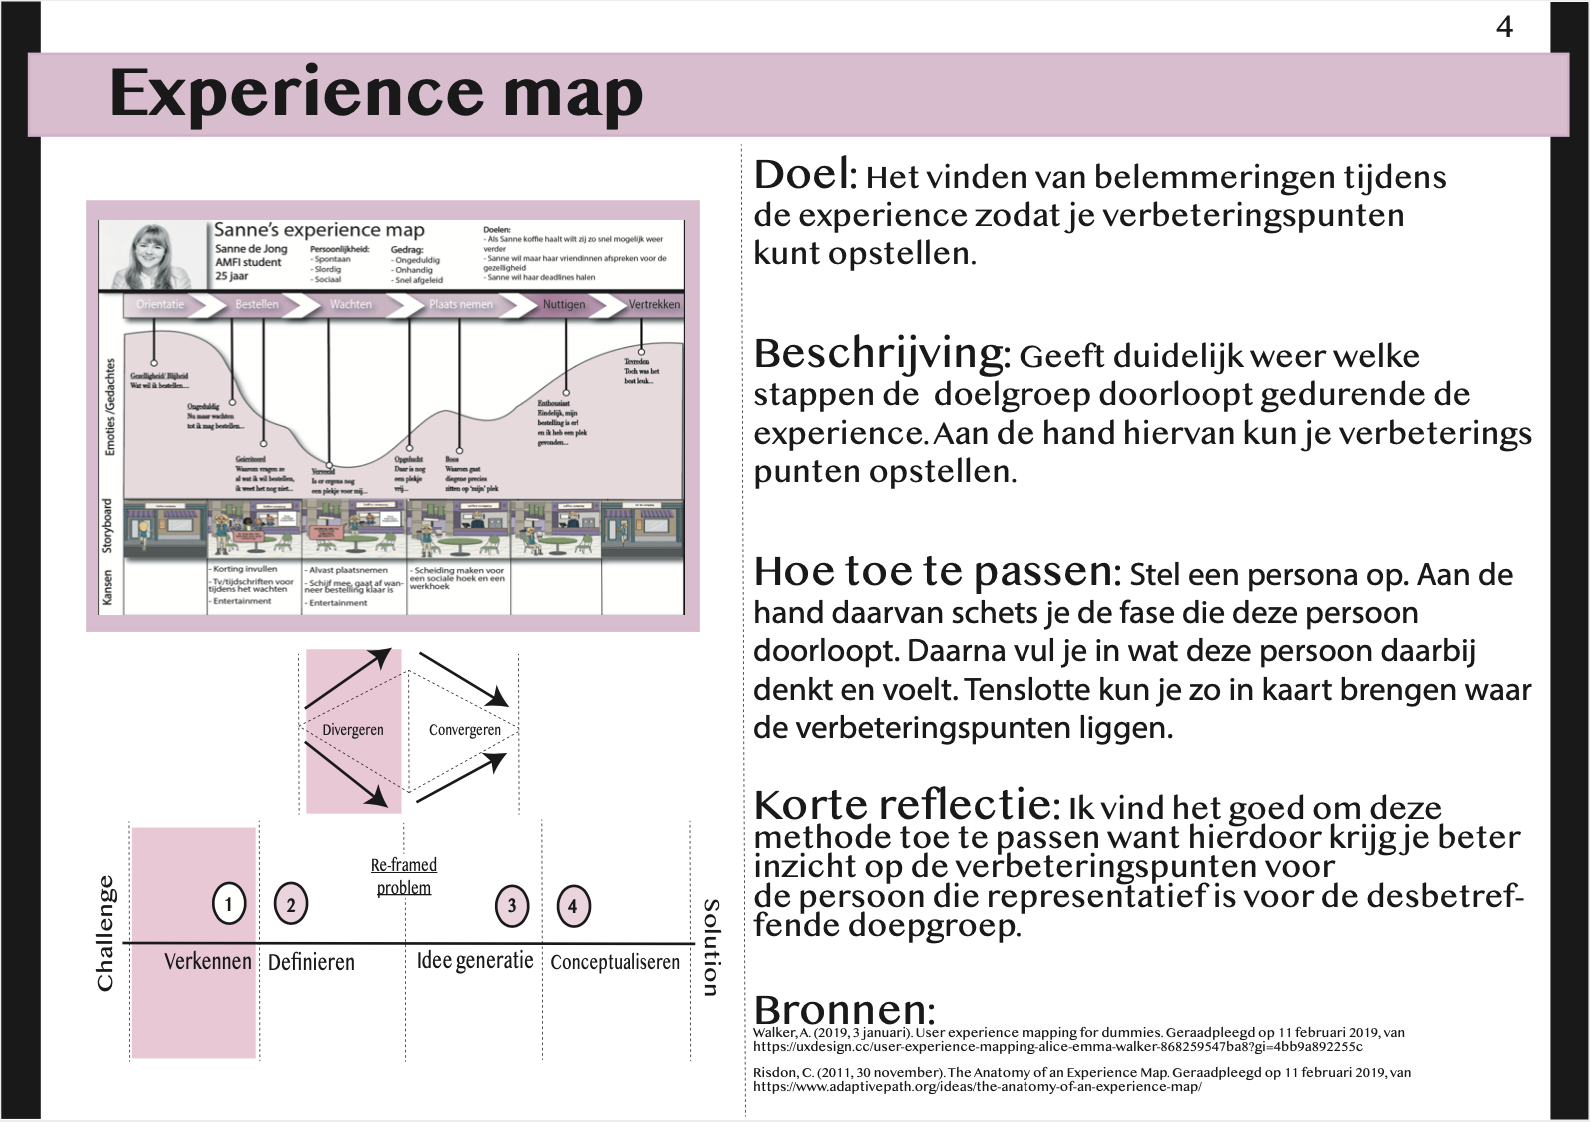 4
Experience map
Sanne's experience map
Sanne de Jong
AMFI student
25 jaar
Persoonlijkheid:
- Spontaan
- Slordig
- Sociaal
Gedrag:
- Ongeduldig
- Onhandig
- Snel afgeleid
Doelen:
- Als Sanne koffie haalt wilt zij zo snel mogelijk weer
verder
- Sanne wil maar haar vriendinnen afspreken voor de
gezelligheid
- Sanne wil haar deadlines halen
Orientatie
Bestellen
Wachten
Plaats nemen
Nuttigen
Vertrekken
Emoties /Gedachtes
Gezelligheid/ Blijheid
Wat wil ik bestellen....
Ongeduldig
Nu maar wachten
tot ik mag bestellen...
Geirriteerd
Waarom vragen ze
al wat ik wil bestellen,
ik weet het nog niet...
Verveeld
Is er ergens nog
een plekje voor mij...
Opgelucht
Daar is nog
een plekje
vrij...
Boos
Waarom gaat
diegene precies
zitten op 'mijn' plek
Enthousiast
Eindelijk, mijn
bestelling is er!
en ik heb een plek
gevonden...
Tevreden
Toch was het
best leuk...
Storyboard
Kansen
- Korting invullen
- Tv/tijdschriften voor
tijdens het wachten
- Entertainment
- Alvast plaatsnemen
- Schijf mee, gaat af wan-
neer bestelling klaar is
- Entertainment
- Scheiding maken voor
een sociale hoek en een
werkhoek
Divergeren
Convergeren
Challenge
Re-framed
problem
1
2
3
4
Verkennen
Definieren
Idee generatie
Conceptualiseren
Solution
Doel: Het vinden van belemmeringen tijdens
de experience zodat je verbeteringspunten
kunt opstellen.
Beschrijving: Geeft duidelijk weer welke
stappen de doelgroep doorloopt gedurende de
experience. Aan de hand hiervan kun je verbeterings
punten opstellen.
Hoe toe te passen: Stel een persona op. Aan de
hand daarvan schets je de fase die deze persoon
doorloopt. Daarna vul je in wat deze persoon daarbij
denkt en voelt. Tenslotte kun je zo in kaart brengen waar
de verbeteringspunten liggen.
Korte reflectie: Ik vind het goed om deze
methode toe te passen want hierdoor krijg je beter
inzicht op de verbeteringspunten voor
de persoon die representatief is voor de desbetref-
fende doepgroep.
Bronnen:
Walker, A. (2019, 3 januari). User experience mapping for dummies. Geraadpleegd op 11 februari 2019, van
https://uxdesign.cc/user-experience-mapping-alice-emma-walker-868259547ba8?gi=4bb9a892255c
Risdon, C. (2011, 30 november). The Anatomy of an Experience Map. Geraadpleegd op 11 februari 2019, van
https://www.adaptivepath.org/ideas/the-anatomy-of-an-experience-map/